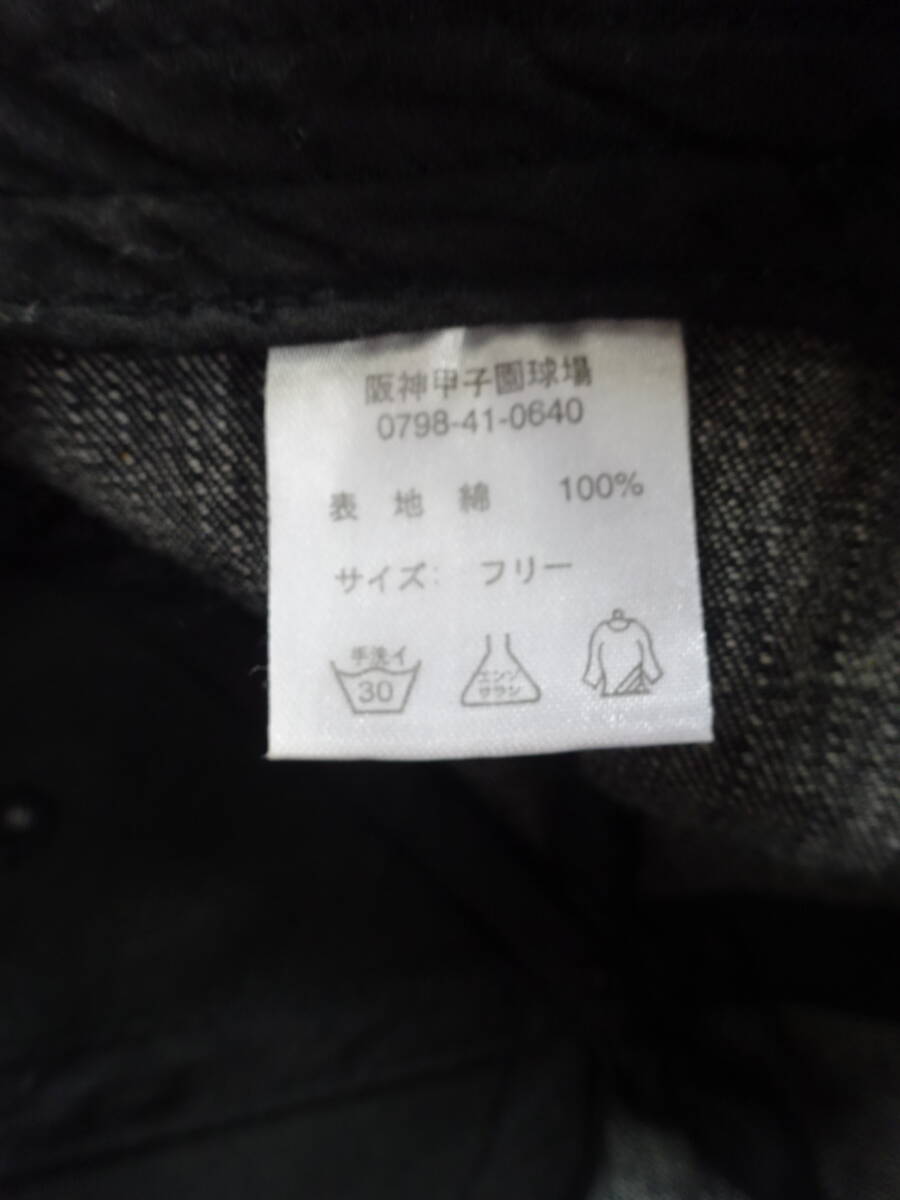 阪神甲子園球場
0798-41-0640
表 地 綿 100%
サイズ: フリー
手洗イ
30
エンソ
サラシ